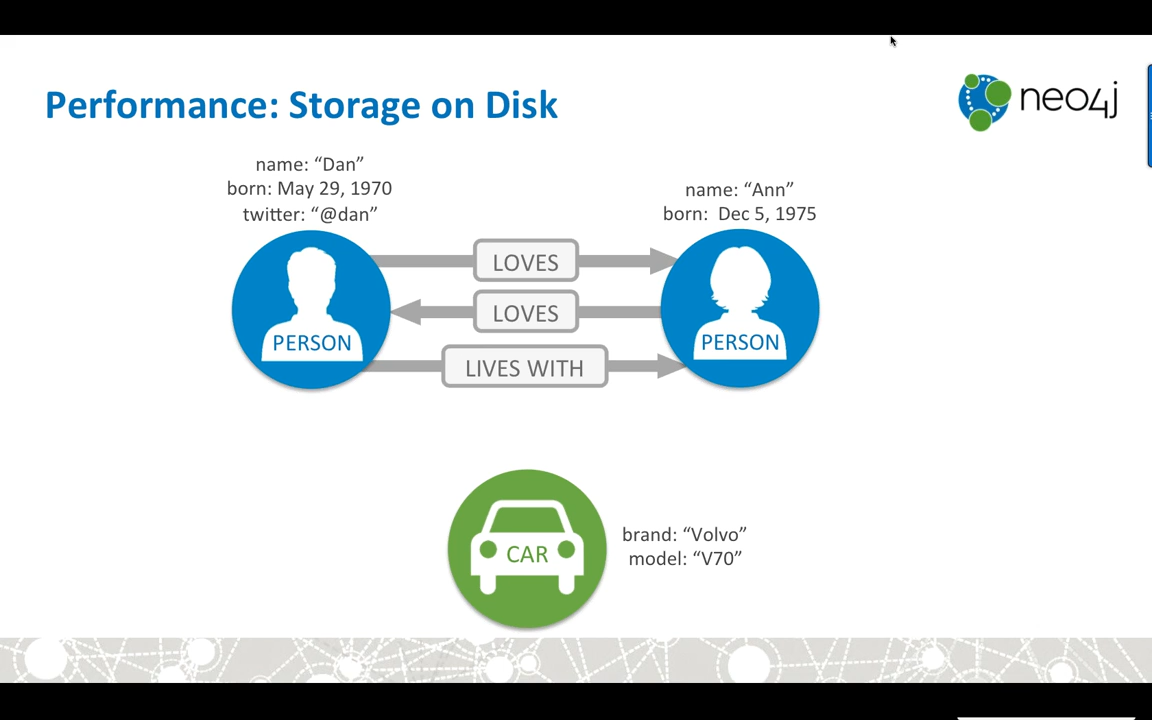 Performance: Storage on Disk
neo4j
name: “Dan”
born: May 29, 1970
twitter: “@dan”
name: “Ann”
born: Dec 5, 1975
LOVES
LOVES
PERSON
PERSON
LIVES WITH
CAR
brand: “Volvo”
model: “V70”